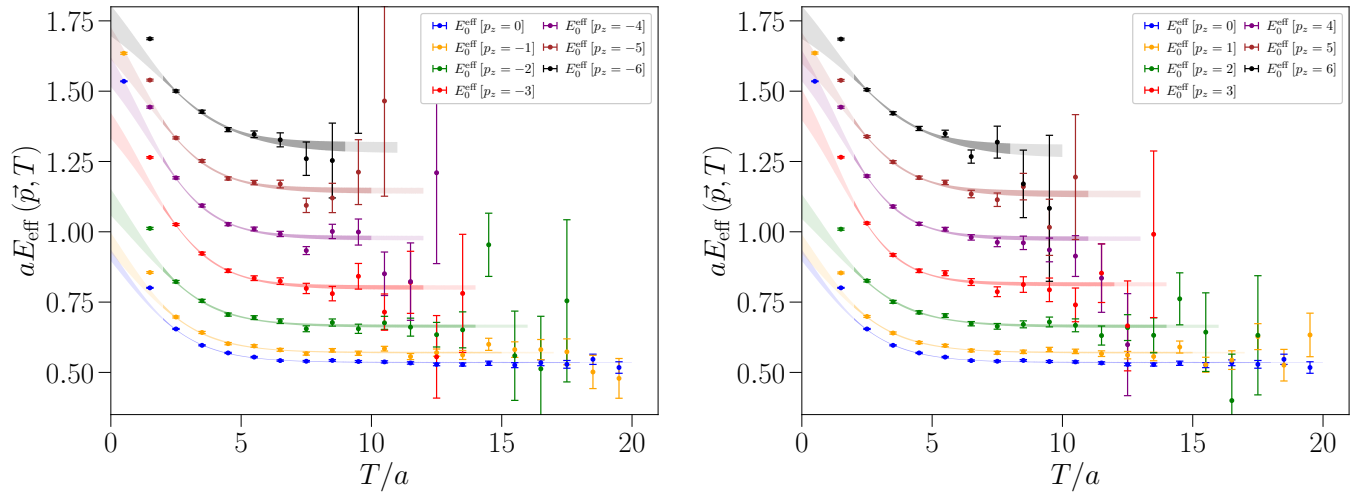 1.75
1.50
1.25
1.00
0.75
0.50
aE_eff (p⃗, T)
0 5 10 15 20
T/a
E_0^eff [p_z = 0]
E_0^eff [p_z = −1]
E_0^eff [p_z = −2]
E_0^eff [p_z = −3]
E_0^eff [p_z = −4]
E_0^eff [p_z = −5]
E_0^eff [p_z = −6]
1.75
1.50
1.25
1.00
0.75
0.50
aE_eff (p⃗, T)
0 5 10 15 20
T/a
E_0^eff [p_z = 0]
E_0^eff [p_z = 1]
E_0^eff [p_z = 2]
E_0^eff [p_z = 3]
E_0^eff [p_z = 4]
E_0^eff [p_z = 5]
E_0^eff [p_z = 6]